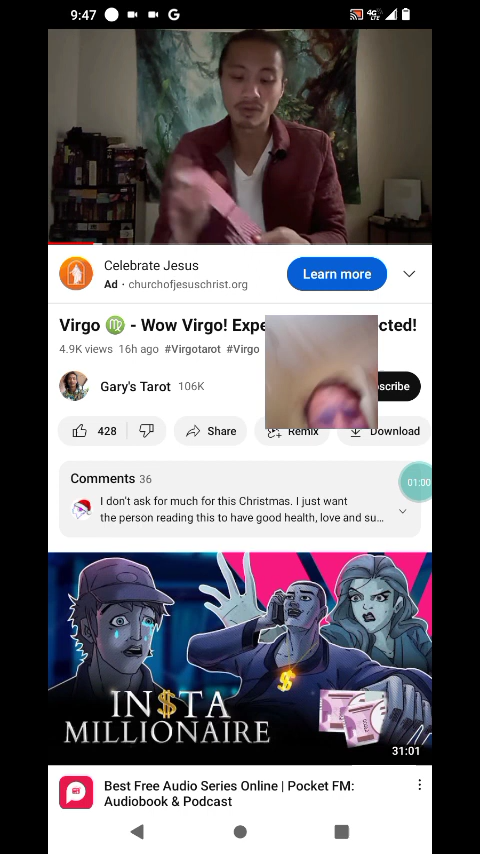 9:47
4G
LTE
Celebrate Jesus
Ad · churchofjesuschrist.org
Learn more
Virgo ♍ - Wow Virgo! Expe cted!
4.9K views 16h ago #Virgotarot #Virgo
Gary's Tarot 106K
scribe
428
Share
Remix
Download
Comments 36
01:00
I don't ask for much for this Christmas. I just want
the person reading this to have good health, love and su...
IN$TA
MILLIONAIRE
31:01
Best Free Audio Series Online | Pocket FM:
Audiobook & Podcast